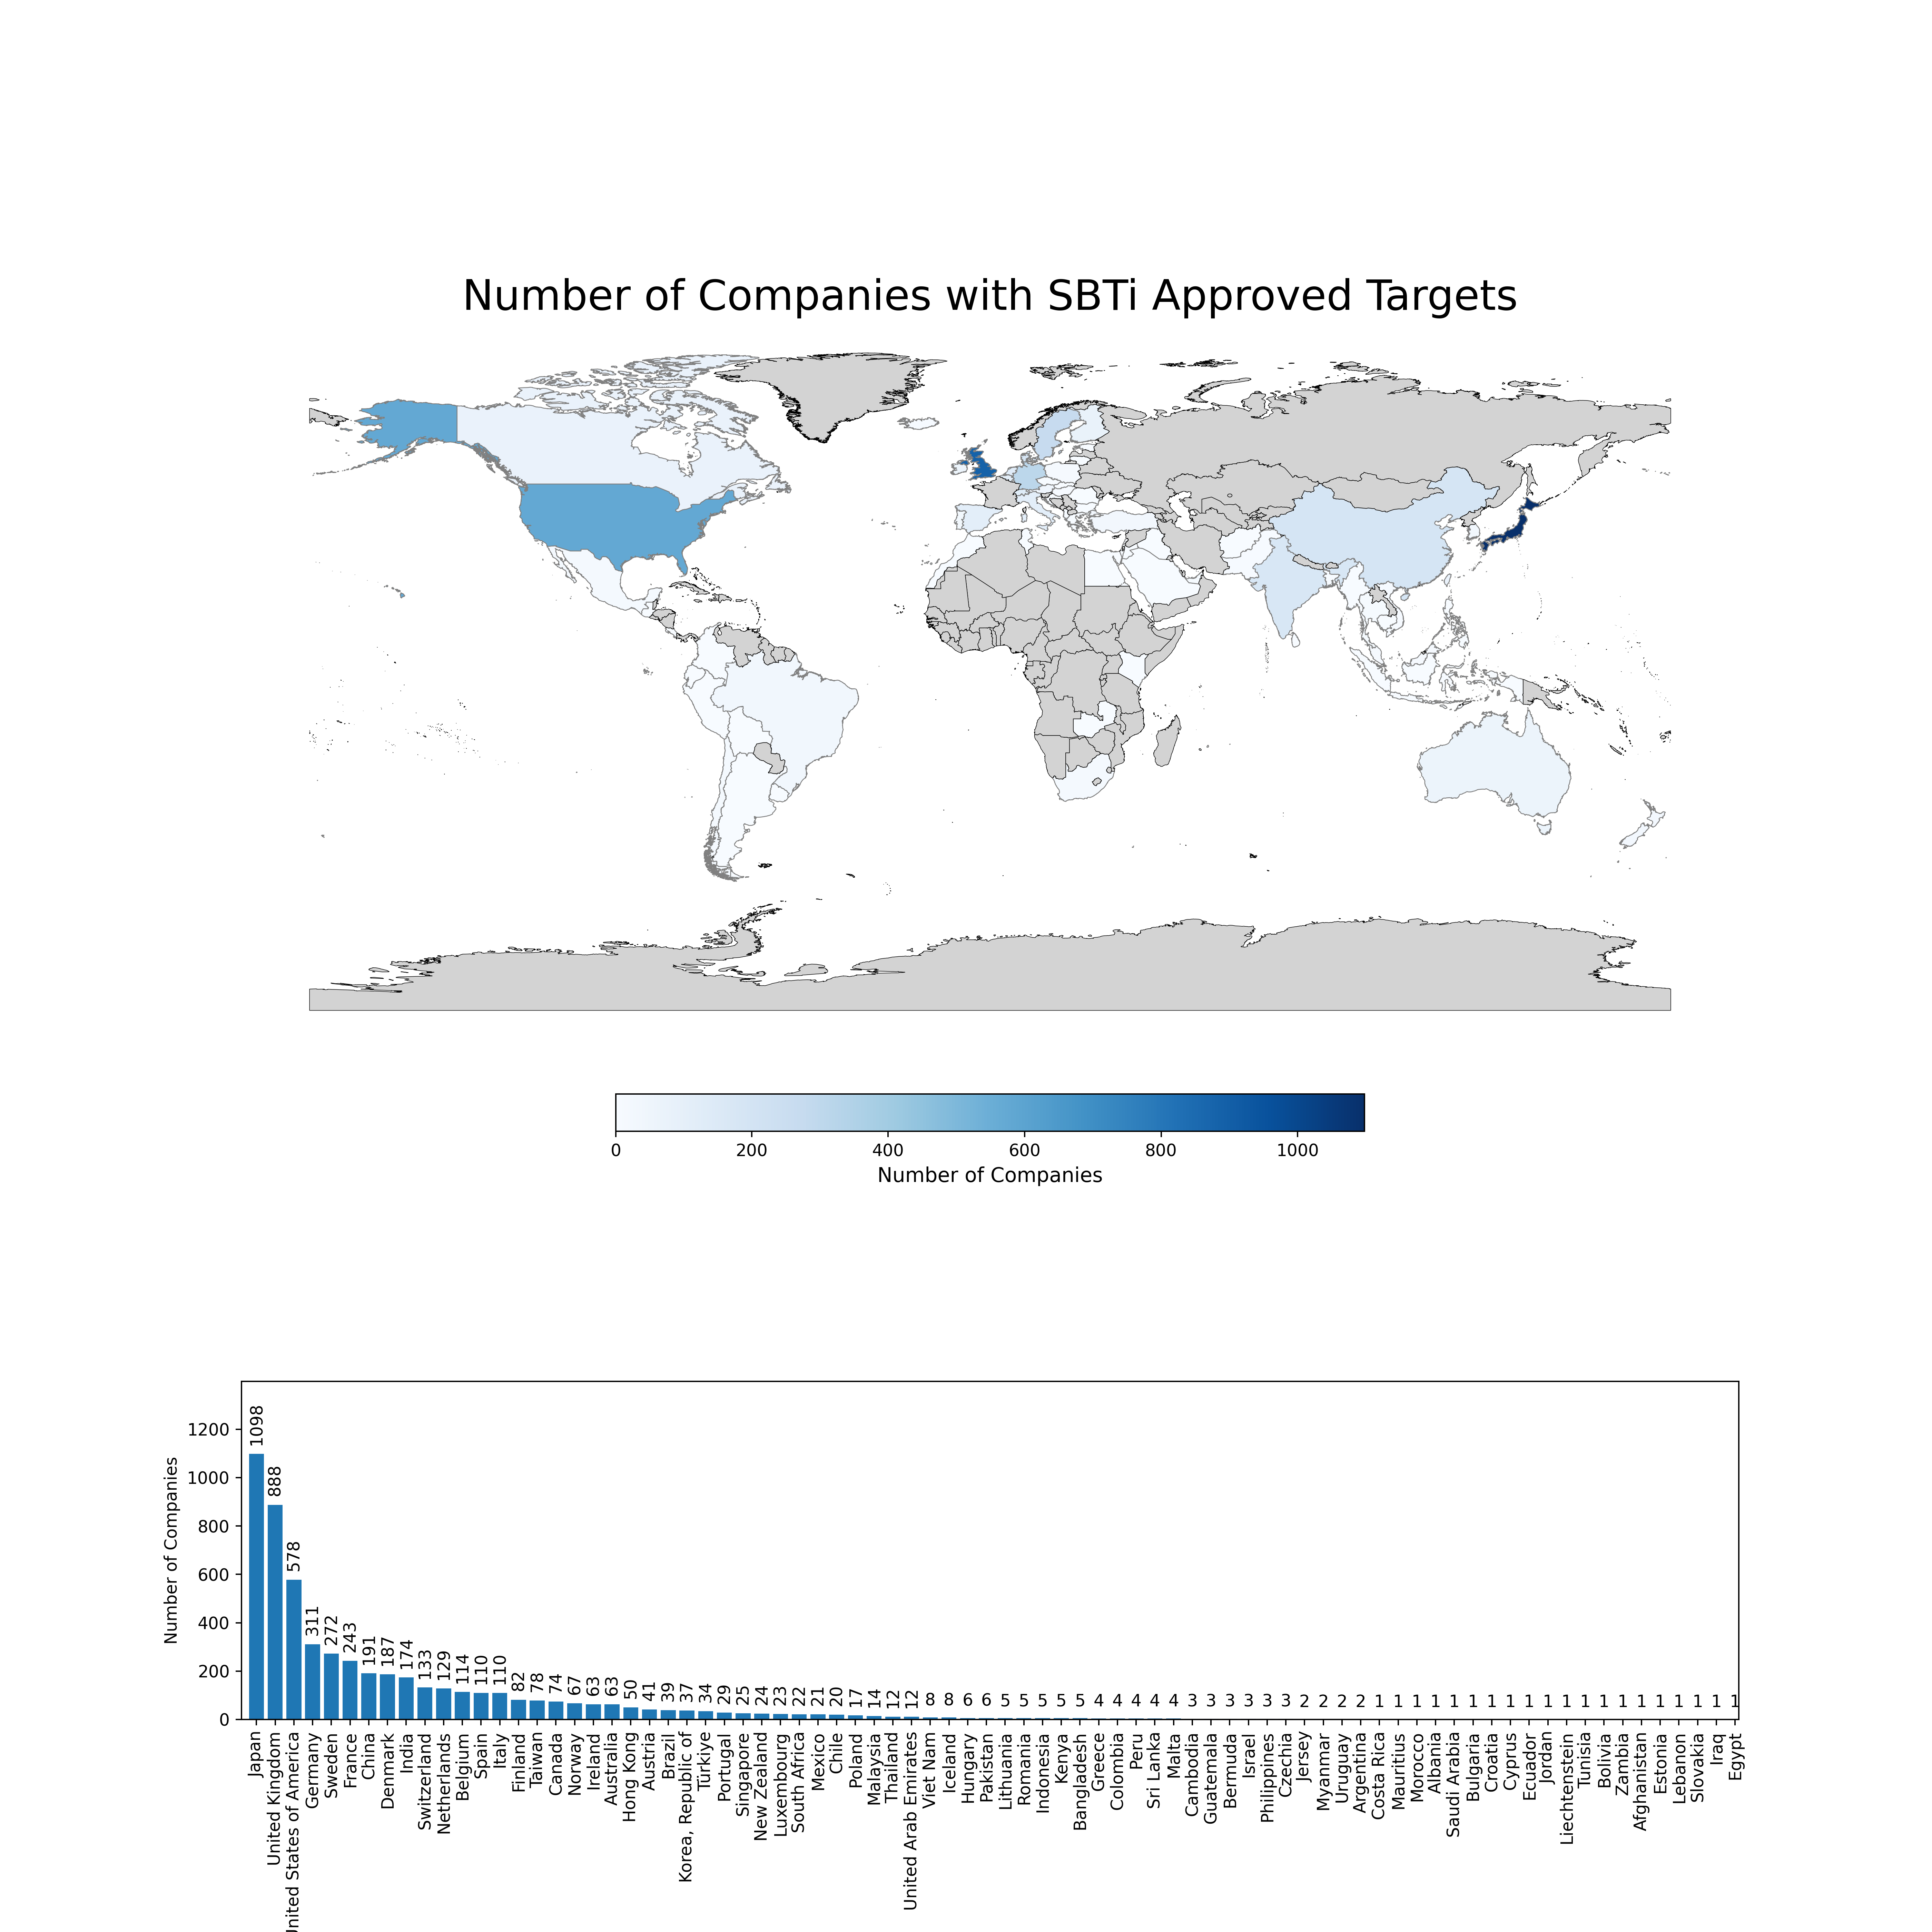 Number of Companies with SBTi Approved Targets
0 200 400 600 800 1000
Number of Companies
Number of Companies
1200
1000
800
600
400
200
0
1098 888 578 311 272 243 191 187 174 133 129 114 110 110 82 78 74 67 63 63 50 41 39 37 34 29 25 24 23 22 21 20 17 14 12 12 8 8 6 6 5 5 5 5 5 4 4 4 4 4 3 3 3 3 3 3 2 2 2 2 1 1 1 1 1 1 1 1 1 1 1 1 1 1 1 1 1 1 1 1
Japan
United Kingdom
United States of America
Germany
Sweden
France
China
Denmark
India
Switzerland
Netherlands
Belgium
Spain
Italy
Finland
Taiwan
Canada
Norway
Ireland
Australia
Hong Kong
Austria
Brazil
Korea, Republic of
Türkiye
Portugal
Singapore
New Zealand
Luxembourg
South Africa
Mexico
Chile
Poland
Malaysia
Thailand
United Arab Emirates
Viet Nam
Iceland
Hungary
Pakistan
Lithuania
Romania
Indonesia
Kenya
Bangladesh
Greece
Colombia
Peru
Sri Lanka
Malta
Cambodia
Guatemala
Bermuda
Israel
Philippines
Czechia
Jersey
Myanmar
Uruguay
Argentina
Costa Rica
Mauritius
Morocco
Albania
Saudi Arabia
Bulgaria
Croatia
Cyprus
Ecuador
Jordan
Liechtenstein
Tunisia
Bolivia
Zambia
Afghanistan
Estonia
Lebanon
Slovakia
Iraq
Egypt